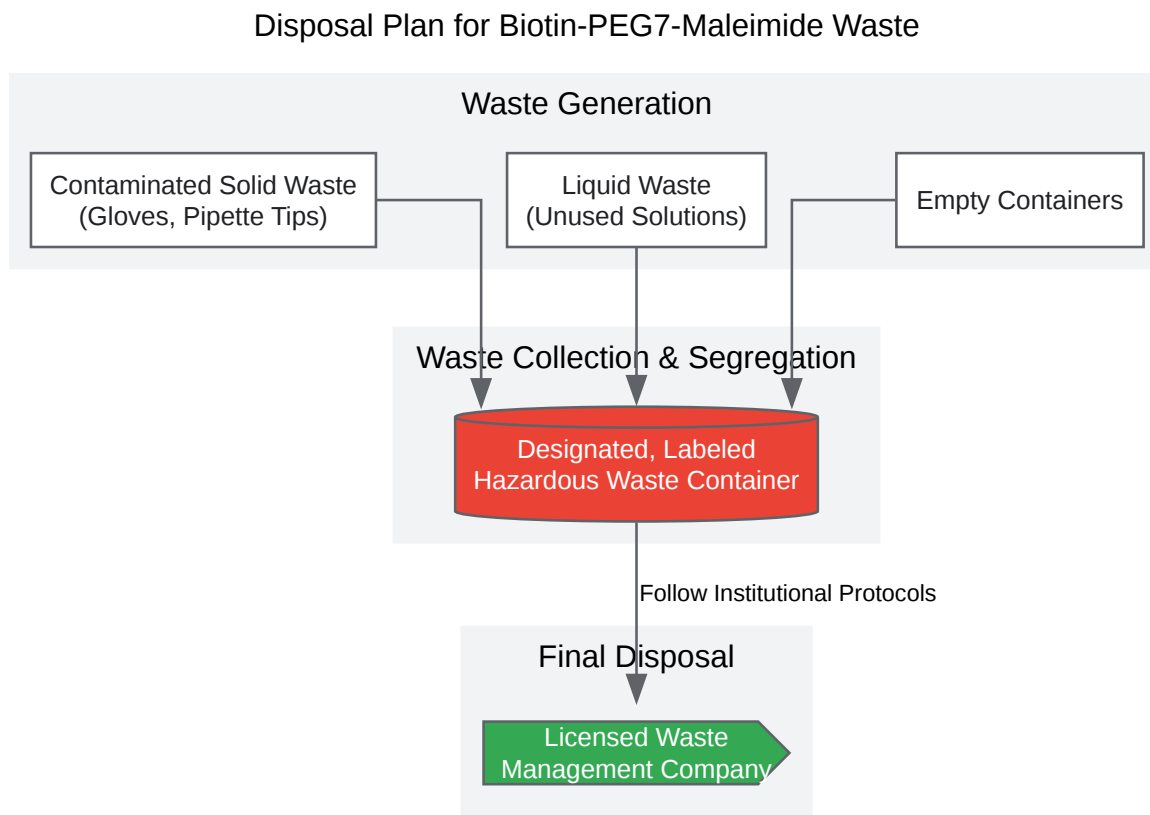 Disposal Plan for Biotin-PEG7-Maleimide Waste
Waste Generation
Contaminated Solid Waste
(Gloves, Pipette Tips)
Liquid Waste
(Unused Solutions)
Empty Containers
Waste Collection & Segregation
Designated, Labeled
Hazardous Waste Container
Follow Institutional Protocols
Final Disposal
Licensed Waste
Management Company